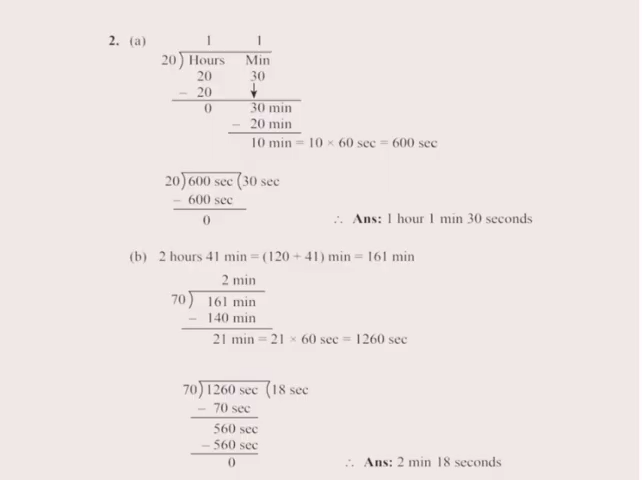 2. (a) 1 1
20) Hours Min
20 30
− 20 ↓
0 30 min
− 20 min
10 min = 10 × 60 sec = 600 sec
20)600 sec (30 sec
− 600 sec
0 ∴ Ans: 1 hour 1 min 30 seconds
(b) 2 hours 41 min = (120 + 41) min = 161 min
2 min
70) 161 min
− 140 min
21 min = 21 × 60 sec = 1260 sec
70)1260 sec (18 sec
− 70 sec
560 sec
− 560 sec
0 ∴ Ans: 2 min 18 seconds